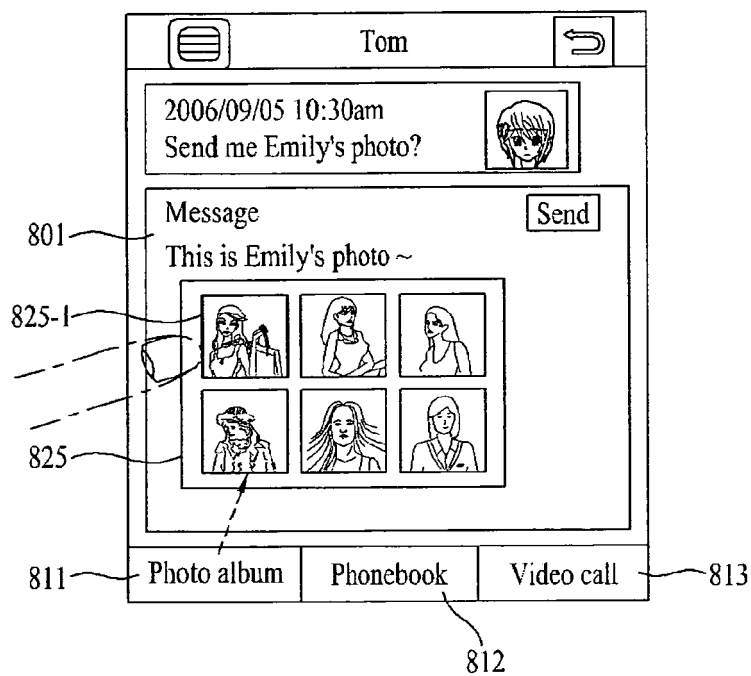 Tom
2006/09/05 10:30am
Send me Emily's photo?
Message
Send
801
This is Emily's photo ~
825-1
825
811
Photo album
Phonebook
Video call
813
812